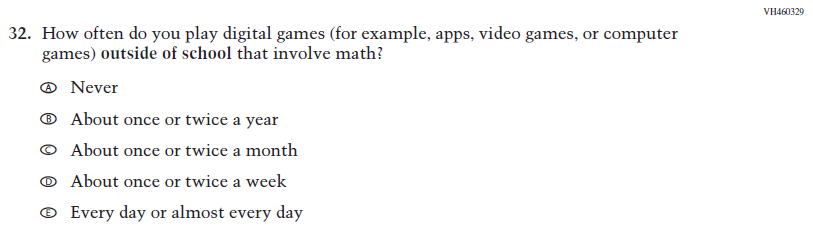 VH460329
32. How often do you play digital games (for example, apps, video games, or computer
games) outside of school that involve math?
A Never
B About once or twice a year
C About once or twice a month
D About once or twice a week
E Every day or almost every day